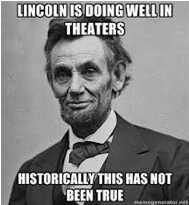 LINCOLN IS DOING WELL IN
THEATERS
HISTORICALLY THIS HAS NOT
BEEN TRUE
memegenerator.net